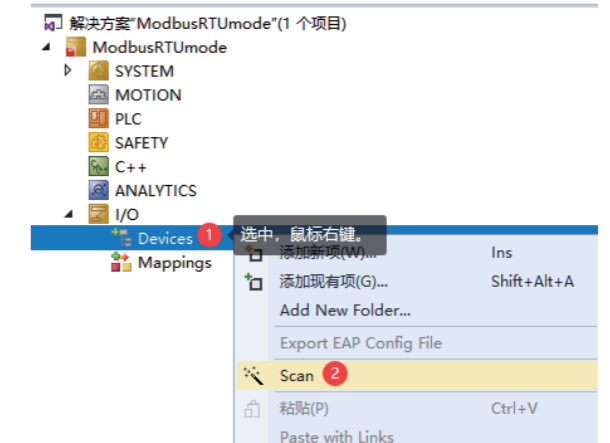 解决方案"ModbusRTUmode"(1 个项目)
ModbusRTUmode
SYSTEM
MOTION
PLC
SAFETY
C++
ANALYTICS
I/O
Devices 1 选中，鼠标右键。
添加新项(W)... Ins
Mappings
添加现有项(G)... Shift+Alt+A
Add New Folder...
Export EAP Config File
Scan 2
粘贴(P) Ctrl+V
Paste with Links